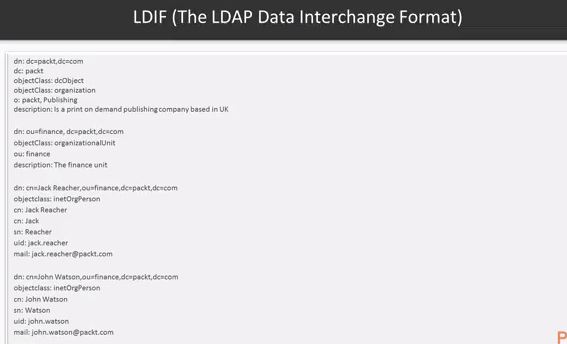 LDIF (The LDAP Data Interchange Format)
dn: dc=packt,dc=com
dc: packt
objectClass: dcObject
objectClass: organization
o: packt, Publishing
description: Is a print on demand publishing company based in UK
dn: ou=finance, dc=packt,dc=com
objectClass: organizationalUnit
ou: finance
description: The finance unit
dn: cn=Jack Reacher,ou=finance,dc=packt,dc=com
objectclass: inetOrgPerson
cn: Jack Reacher
cn: Jack
sn: Reacher
uid: jack.reacher
mail: jack.reacher@packt.com
dn: cn=John Watson,ou=finance,dc=packt,dc=com
objectclass: inetOrgPerson
cn: John Watson
sn: Watson
uid: john.watson
mail: john.watson@packt.com
P